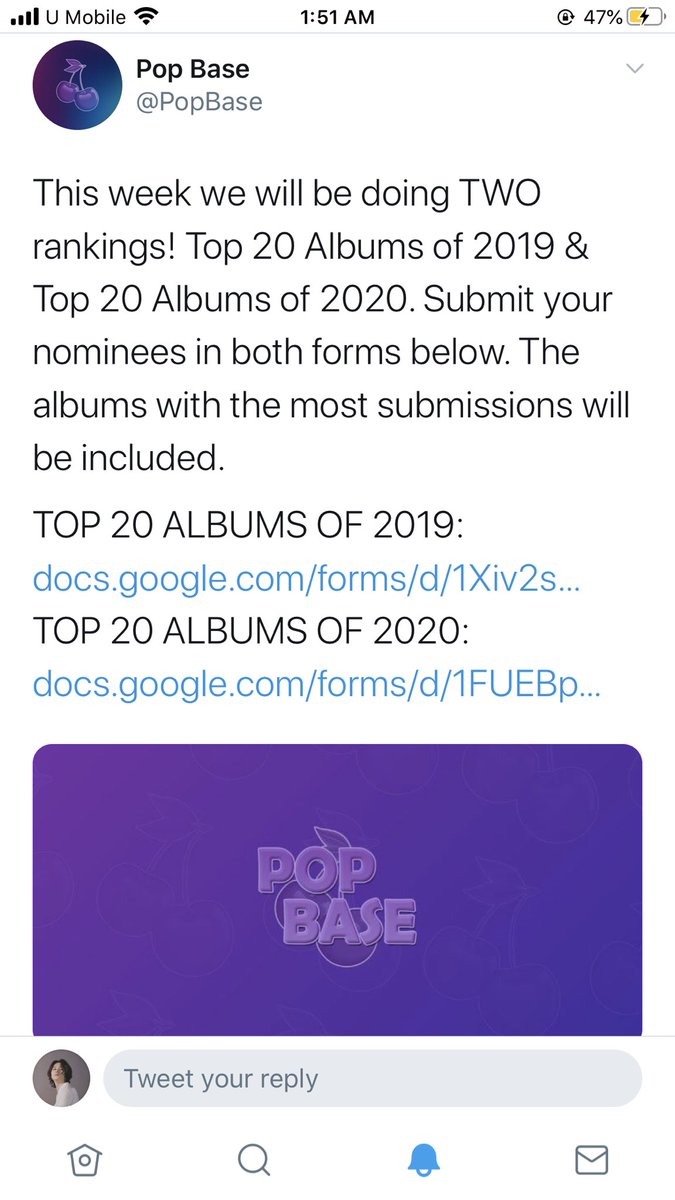 U Mobile 1:51 AM 47%
Pop Base
@PopBase
This week we will be doing TWO
rankings! Top 20 Albums of 2019 &
Top 20 Albums of 2020. Submit your
nominees in both forms below. The
albums with the most submissions will
be included.
TOP 20 ALBUMS OF 2019:
docs.google.com/forms/d/1Xiv2s...
TOP 20 ALBUMS OF 2020:
docs.google.com/forms/d/1FUEBp...
POP
BASE
Tweet your reply